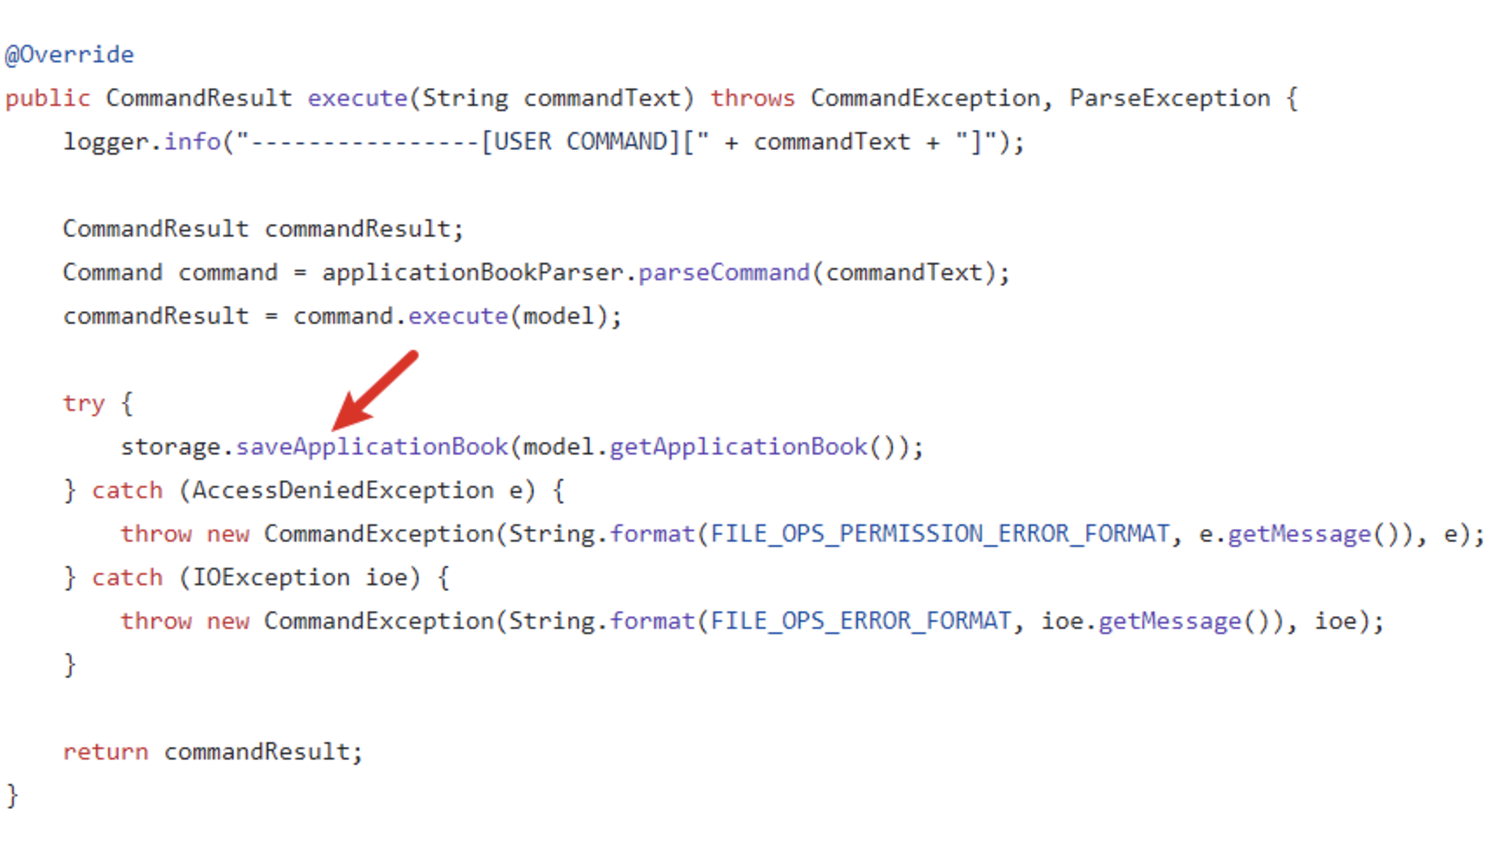 @Override
public CommandResult execute(String commandText) throws CommandException, ParseException {
    logger.info("----------------[USER COMMAND][" + commandText + "]");

    CommandResult commandResult;
    Command command = applicationBookParser.parseCommand(commandText);
    commandResult = command.execute(model);

    try {
        storage.saveApplicationBook(model.getApplicationBook());
    } catch (AccessDeniedException e) {
        throw new CommandException(String.format(FILE_OPS_PERMISSION_ERROR_FORMAT, e.getMessage()), e);
    } catch (IOException ioe) {
        throw new CommandException(String.format(FILE_OPS_ERROR_FORMAT, ioe.getMessage()), ioe);
    }

    return commandResult;
}